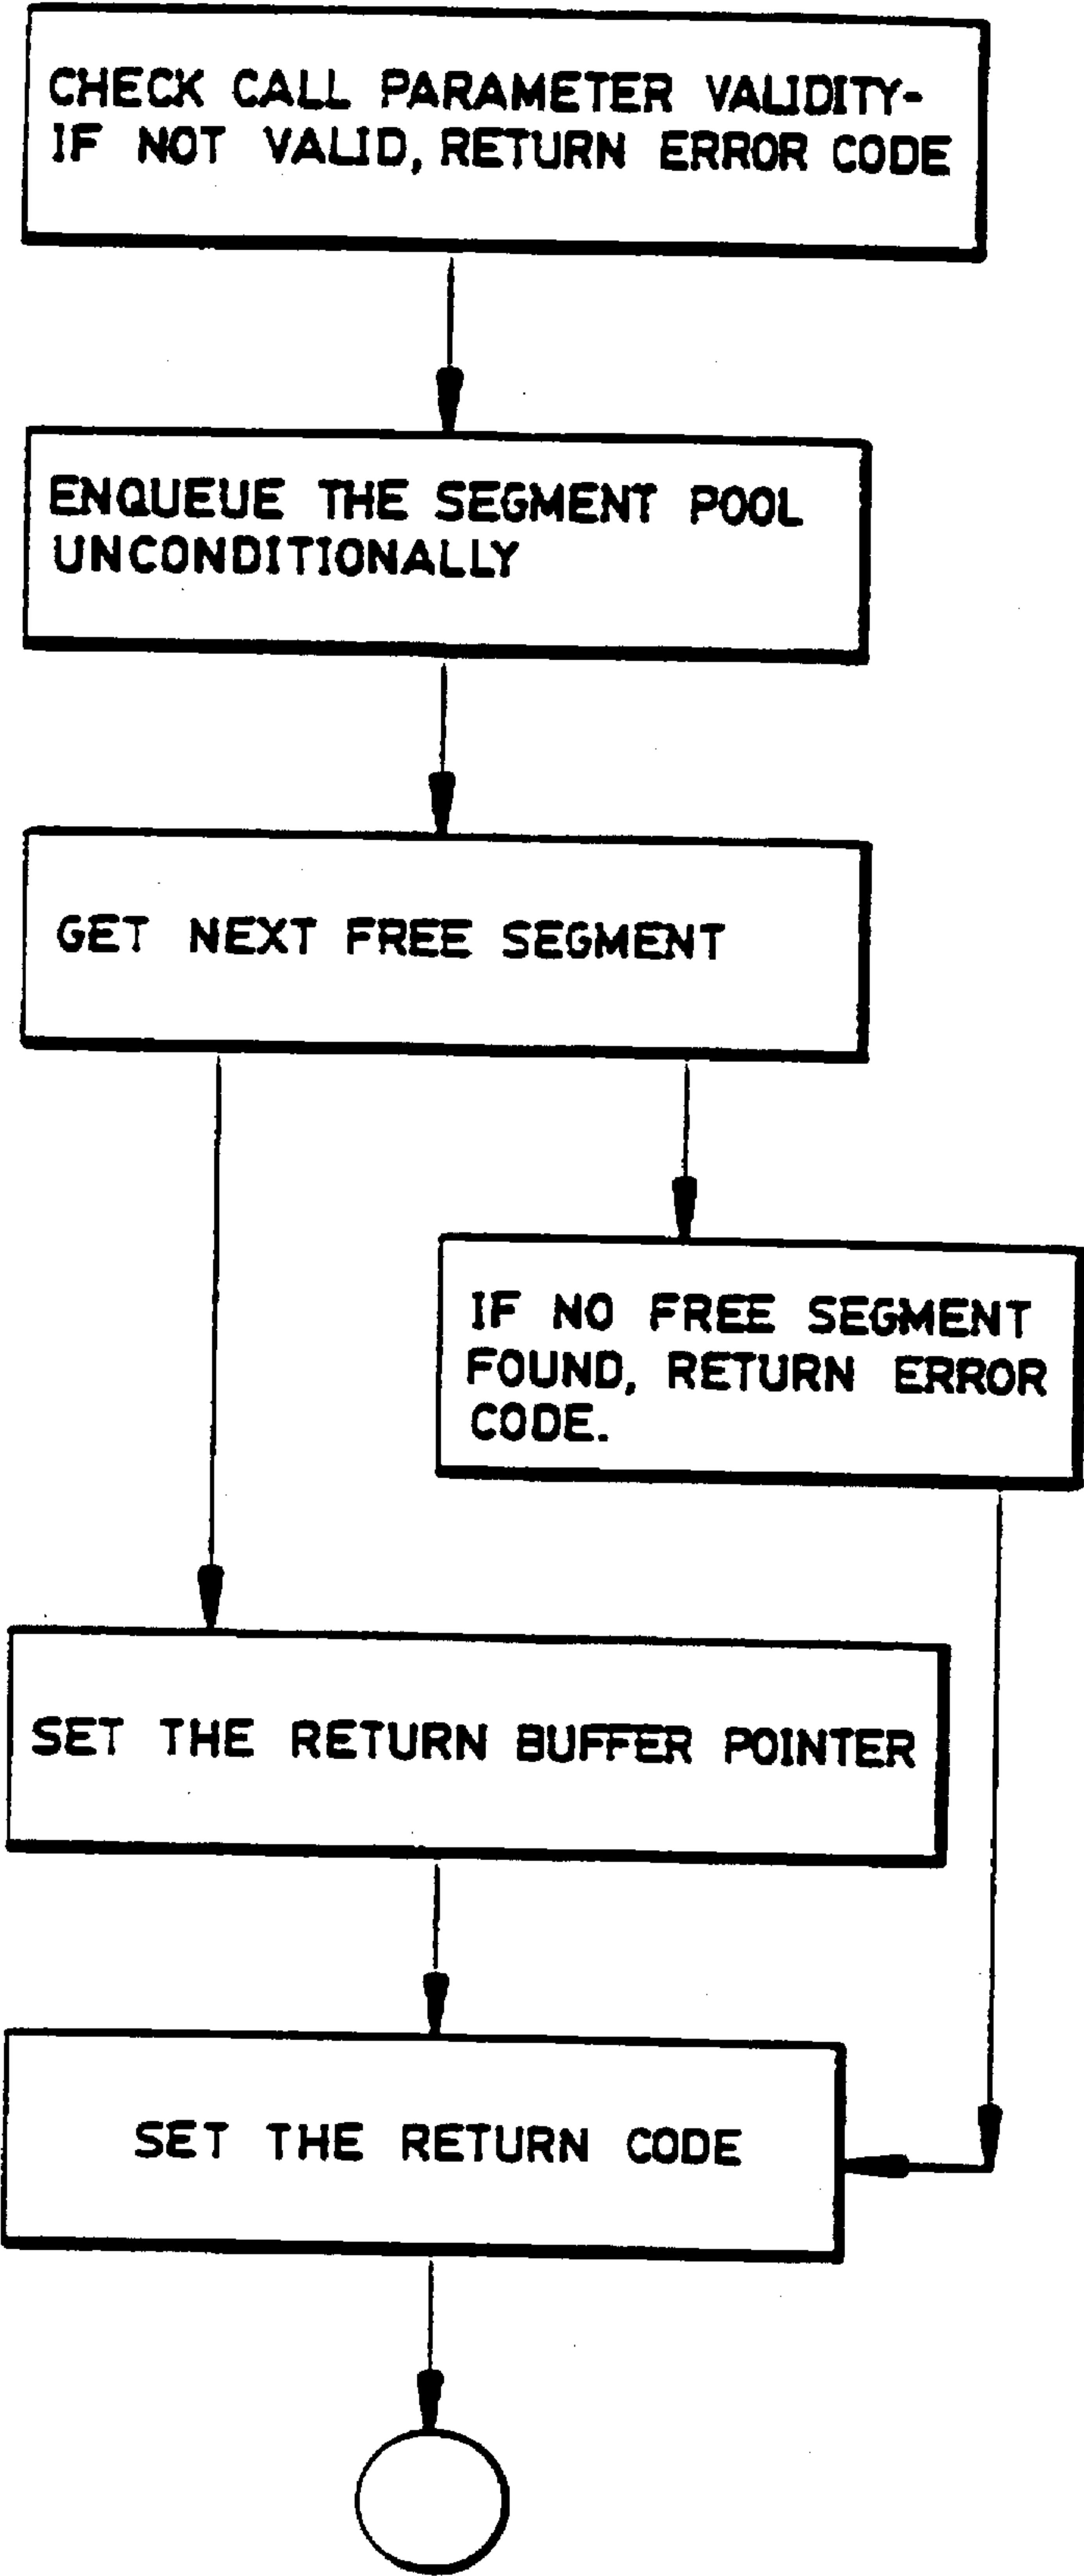 CHECK CALL PARAMETER VALIDITY-
IF NOT VALID, RETURN ERROR CODE
ENQUEUE THE SEGMENT POOL
UNCONDITIONALLY
GET NEXT FREE SEGMENT
IF NO FREE SEGMENT
FOUND, RETURN ERROR
CODE.
SET THE RETURN BUFFER POINTER
SET THE RETURN CODE